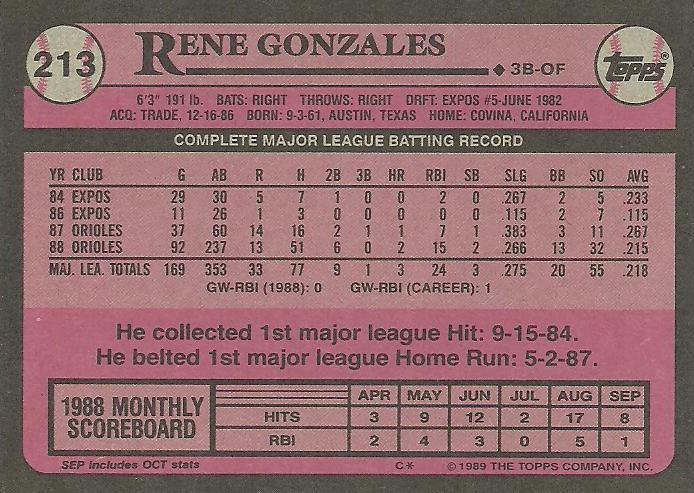 213
RENE GONZALES
◆ 3B-OF
TOPPS®
6'3" 191 lb. BATS: RIGHT THROWS: RIGHT DRFT: EXPOS #5-JUNE 1982
ACQ: TRADE, 12-16-86 BORN: 9-3-61, AUSTIN, TEXAS HOME: COVINA, CALIFORNIA
COMPLETE MAJOR LEAGUE BATTING RECORD
YR CLUB G AB R H 2B 3B HR RBI SB SLG BB SO AVG
84 EXPOS 29 30 5 7 1 0 0 2 0 .267 2 5 .233
86 EXPOS 11 26 1 3 0 0 0 0 0 .115 2 7 .115
87 ORIOLES 37 60 14 16 2 1 1 7 1 .383 3 11 .267
88 ORIOLES 92 237 13 51 6 0 2 15 2 .266 13 32 .215
MAJ. LEA. TOTALS 169 353 33 77 9 1 3 24 3 .275 20 55 .218
GW-RBI (1988): 0 GW-RBI (CAREER): 1
He collected 1st major league Hit: 9-15-84.
He belted 1st major league Home Run: 5-2-87.
1988 MONTHLY
SCOREBOARD
APR MAY JUN JUL AUG SEP
HITS 3 9 12 2 17 8
RBI 2 4 3 0 5 1
SEP includes OCT stats C* © 1989 THE TOPPS COMPANY, INC.